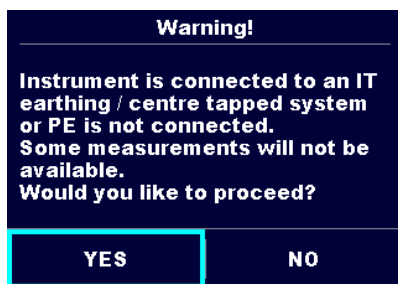 Warning!
Instrument is connected to an IT
earthing / centre tapped system
or PE is not connected.
Some measurements will not be
available.
Would you like to proceed?
YES
NO